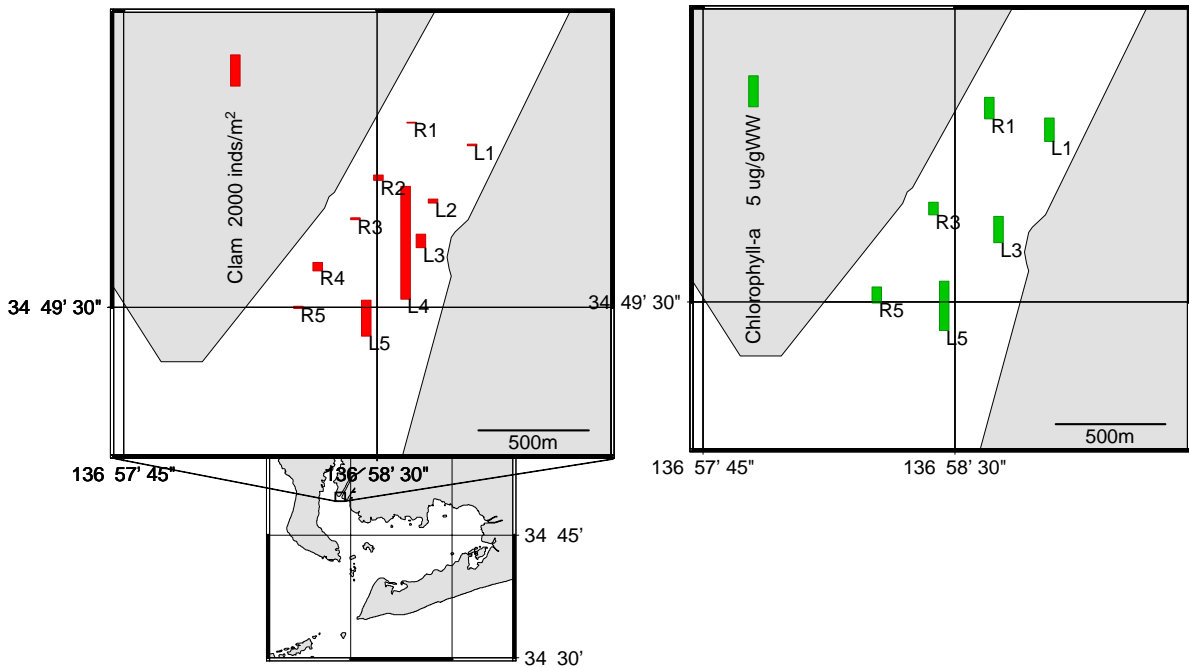 Clam 2000 inds/m²
R1
L1
R2
L2
R3
L3
R4
L4
R5
L5
34 49' 30"
500m
136 57' 45"
136 58' 30"
34 45'
34 30'
Chlorophyll-a 5 ug/gWW
R1
L1
R3
L3
R5
L5
34 49' 30"
500m
136 57' 45"
136 58' 30"